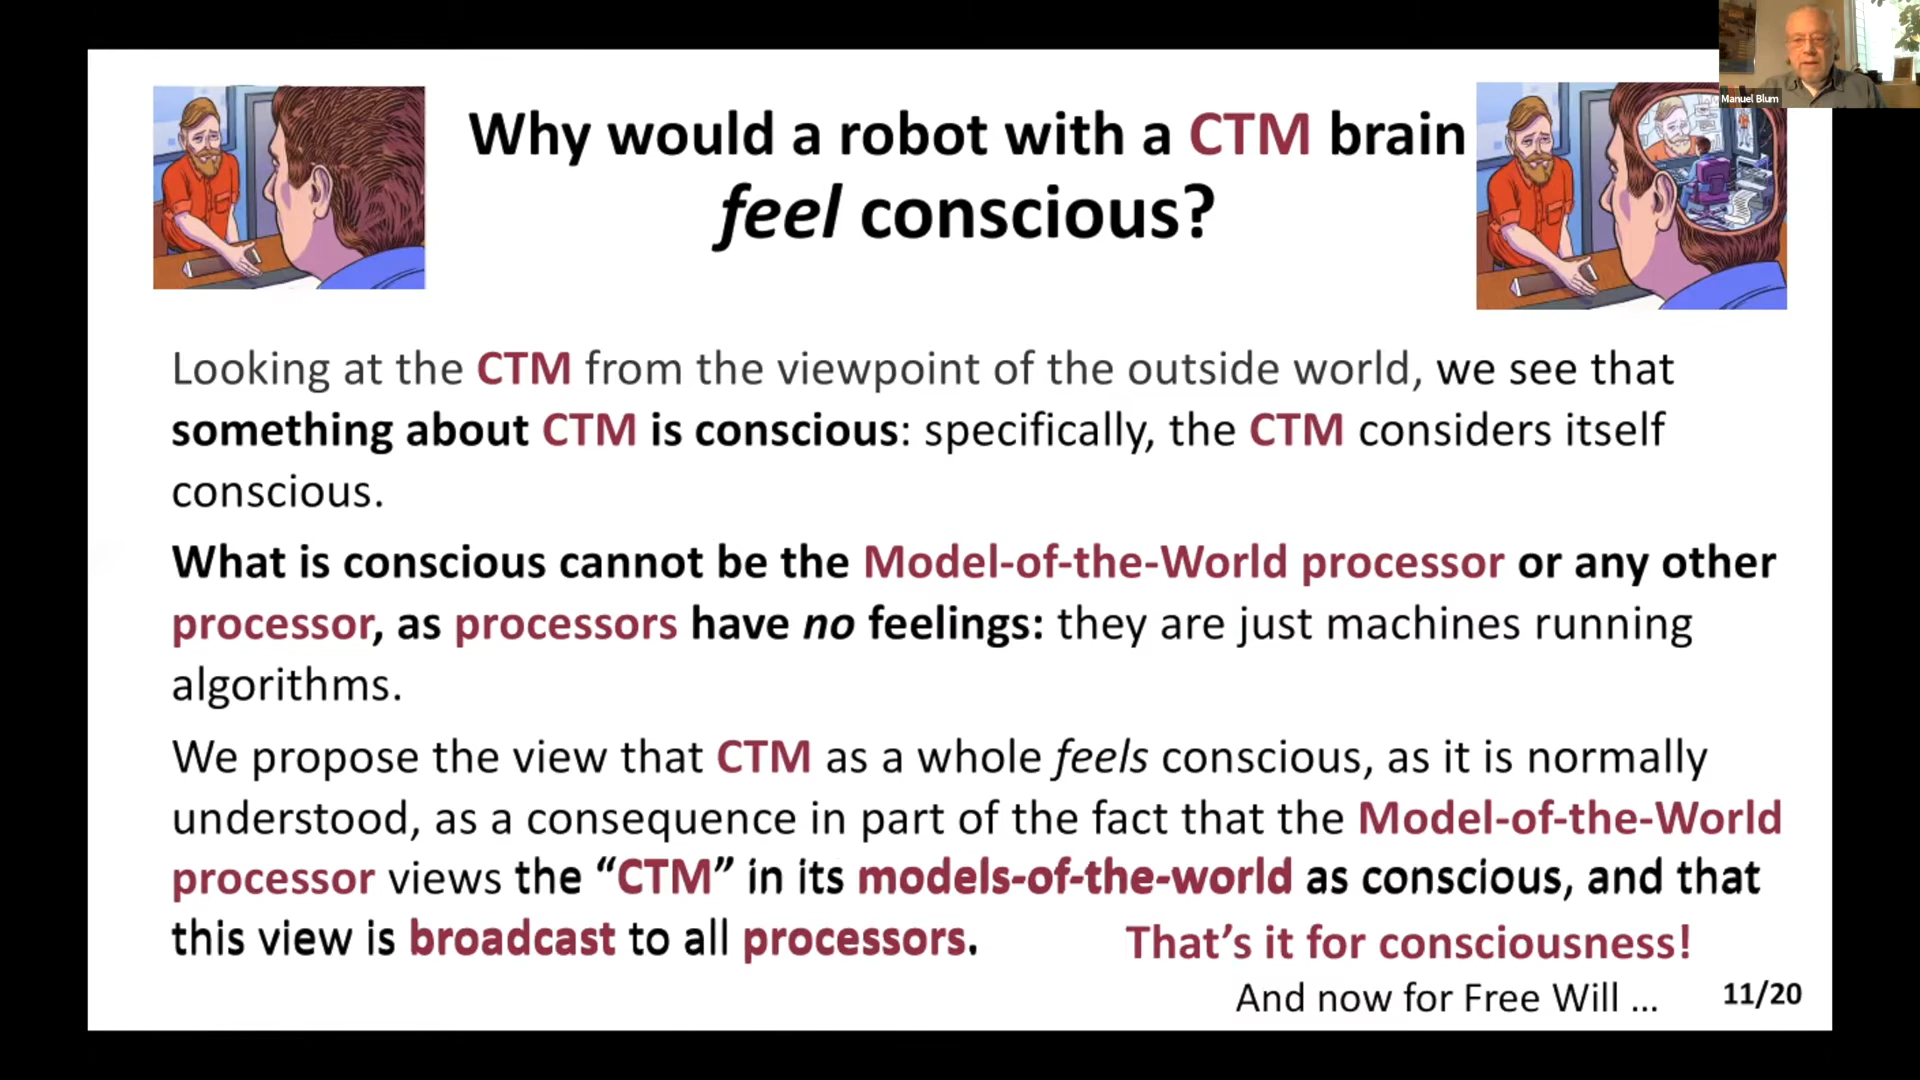 Manuel Blum
Why would a robot with a CTM brain
feel conscious?
Looking at the CTM from the viewpoint of the outside world, we see that
something about CTM is conscious: specifically, the CTM considers itself
conscious.
What is conscious cannot be the Model-of-the-World processor or any other
processor, as processors have no feelings: they are just machines running
algorithms.
We propose the view that CTM as a whole feels conscious, as it is normally
understood, as a consequence in part of the fact that the Model-of-the-World
processor views the “CTM” in its models-of-the-world as conscious, and that
this view is broadcast to all processors.
That’s it for consciousness!
And now for Free Will ...
11/20